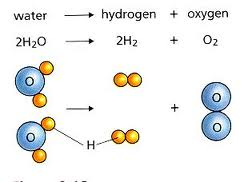 water → hydrogen + oxygen
2H₂O → 2H₂ + O₂
O
→ + O
O H O